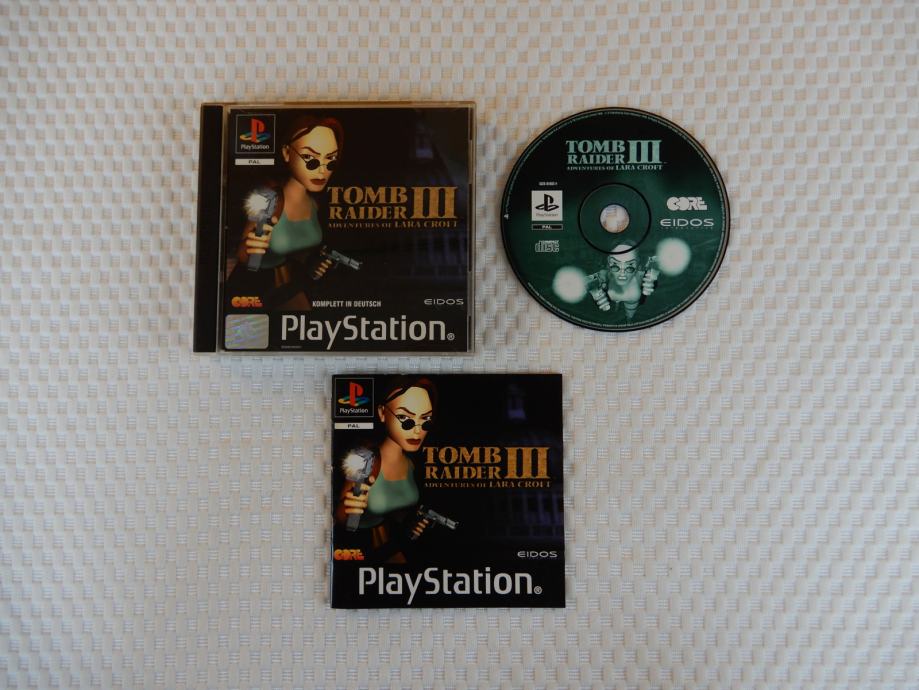 PlayStation
PAL
TOMB
RAIDER III
ADVENTURES OF LARA CROFT
CORE
KOMPLETT IN DEUTSCH
EIDOS
PlayStation®
TOMB
RAIDER III
ADVENTURES OF LARA CROFT
PlayStation
PAL
CORE
EIDOS
COMPACT
disc
PlayStation
PAL
TOMB
RAIDER III
ADVENTURES OF LARA CROFT
CORE
EIDOS
PlayStation®